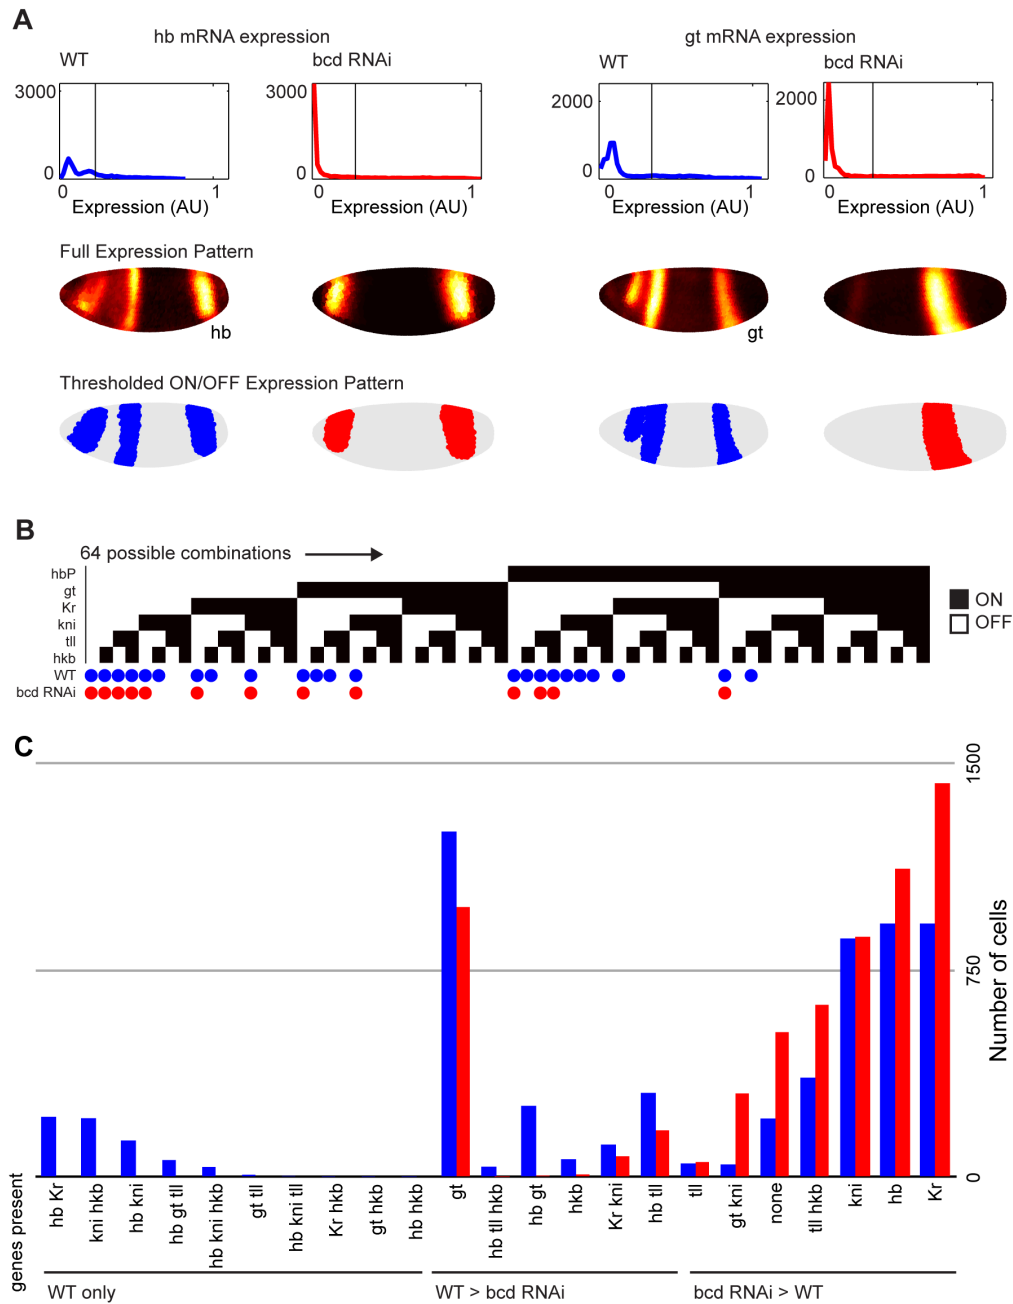 A
hb mRNA expression
gt mRNA expression
WT
bcd RNAi
WT
bcd RNAi
3000
0
0
1
Expression (AU)
3000
0
0
1
Expression (AU)
2000
0
0
1
Expression (AU)
2000
0
0
1
Expression (AU)
Full Expression Pattern
hb
gt
Thresholded ON/OFF Expression Pattern
B
64 possible combinations
hbP
gt
Kr
kni
tll
hkb
WT
bcd RNAi
ON
OFF
C
1500
750
0
Number of cells
genes present
hb Kr
kni hkb
hb kni
hb gt tll
hb kni hkb
gt tll
hb kni tll
Kr hkb
gt hkb
hb hkb
gt
hb tll hkb
hb gt
hkb
Kr kni
hb tll
tll
gt kni
none
tll hkb
kni
hb
Kr
WT only
WT > bcd RNAi
bcd RNAi > WT